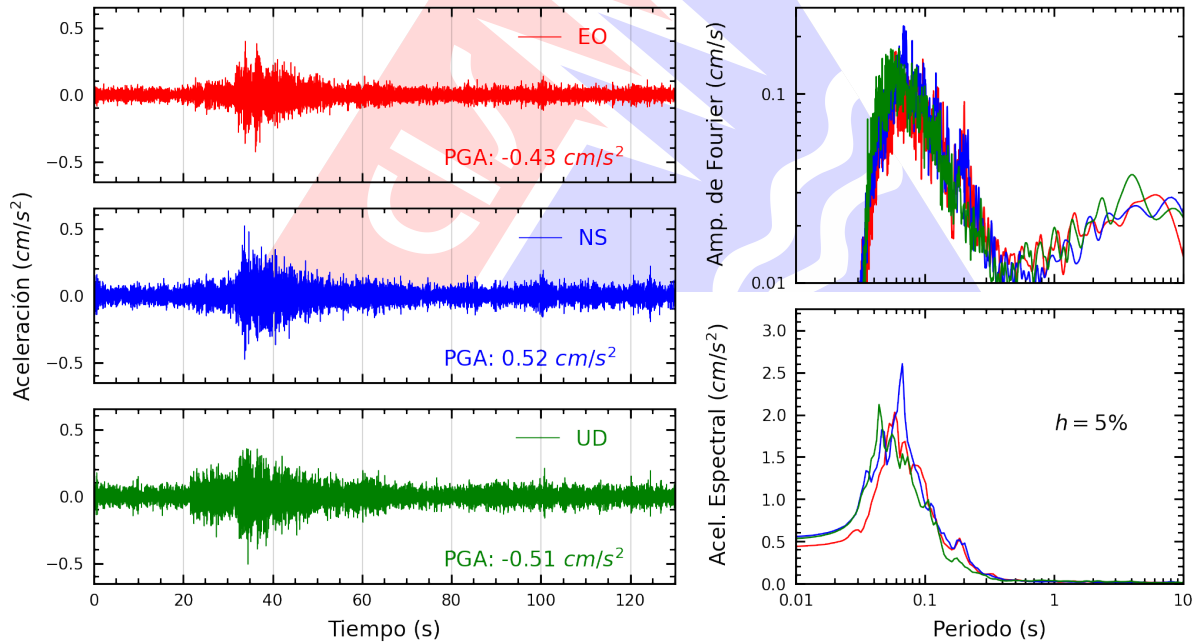 Aceleración (cm/s²)
0.5
0.0
−0.5
EO
PGA: -0.43 cm/s²
0.5
0.0
−0.5
NS
PGA: 0.52 cm/s²
0.5
0.0
−0.5
UD
PGA: -0.51 cm/s²
0 20 40 60 80 100 120
Tiempo (s)
Amp. de Fourier (cm/s)
0.1
0.01
Acel. Espectral (cm/s²)
3.0
2.5
2.0
1.5
1.0
0.5
0.0
h = 5%
0.01 0.1 1 10
Periodo (s)